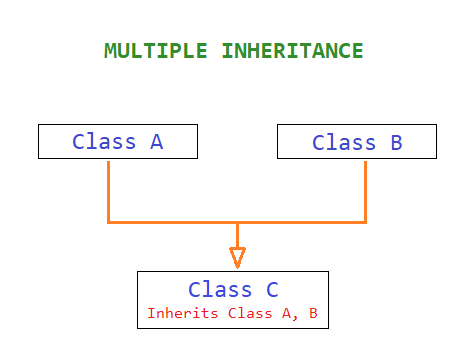 MULTIPLE INHERITANCE
Class A
Class B
Class C
Inherits Class A, B